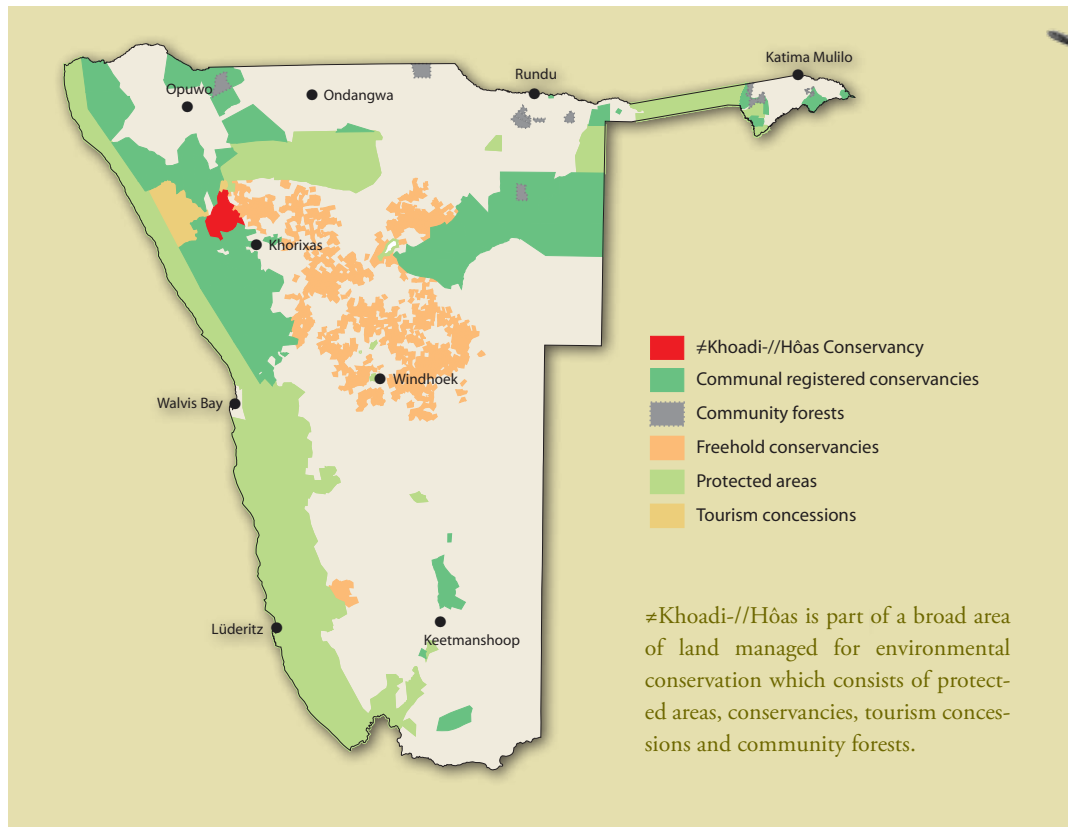 Katima Mulilo
Rundu
Opuwo
Ondangwa
Khorixas
Windhoek
Walvis Bay
Lüderitz
Keetmanshoop
≠Khoadi-//Hôas Conservancy
Communal registered conservancies
Community forests
Freehold conservancies
Protected areas
Tourism concessions
≠Khoadi-//Hôas is part of a broad area
of land managed for environmental
conservation which consists of protect-
ed areas, conservancies, tourism conces-
sions and community forests.